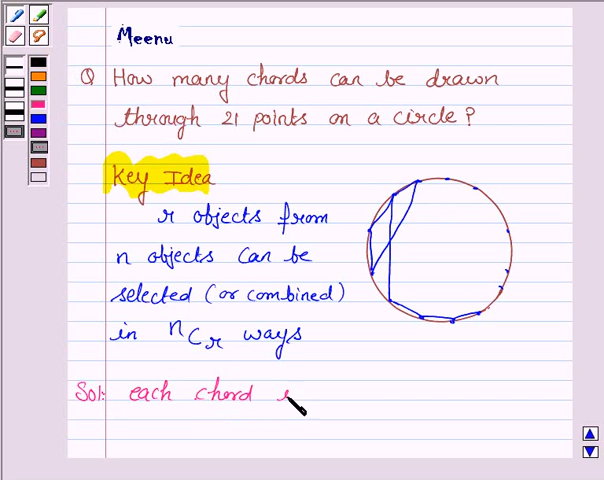 Meenu
Q How many chords can be drawn
through 21 points on a circle?
Key Idea
r objects from
n objects can be
selected (or combined)
in nCr ways
Sol: each chord